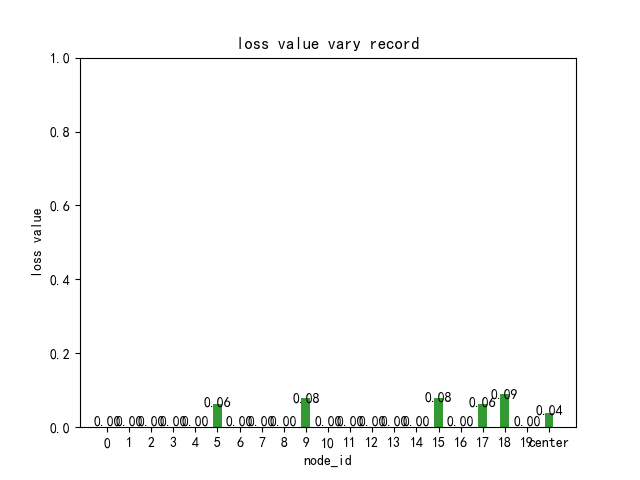 loss value vary record
1.0
0.8
0.6
0.4
0.2
0.0
loss value
0.00 0.00 0.00 0.00 0.00 0.06 0.00 0.00 0.00 0.08 0.00 0.00 0.00 0.00 0.00 0.08 0.00 0.06 0.09 0.00 0.04
0 1 2 3 4 5 6 7 8 9 10 11 12 13 14 15 16 17 18 19 center
node_id